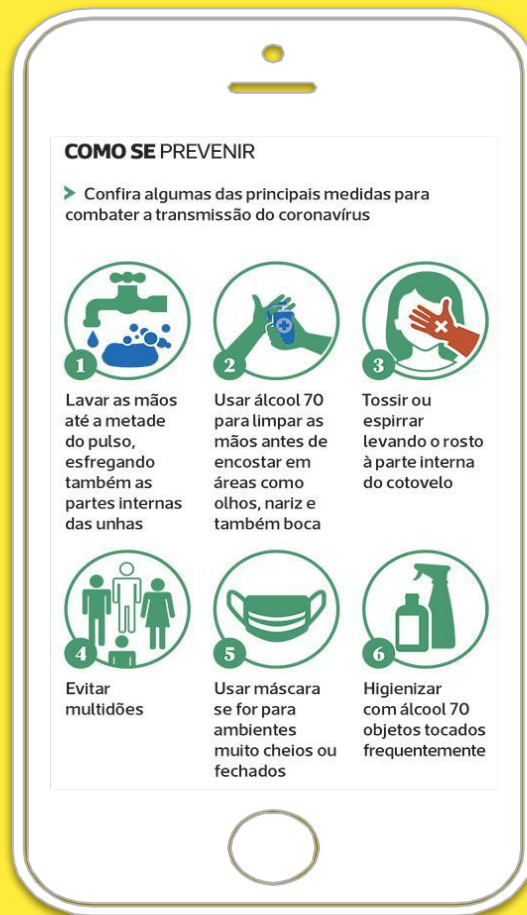 COMO SE PREVENIR
Confira algumas das principais medidas para
combater a transmissão do coronavírus
1
Lavar as mãos
até a metade
do pulso,
esfregando
também as
partes internas
das unhas
2
Usar álcool 70
para limpar as
mãos antes de
encostar em
áreas como
olhos, nariz e
também boca
3
Tossir ou
espirrar
levando o rosto
à parte interna
do cotovelo
4
Evitar
multidões
5
Usar máscara
se for para
ambientes
muito cheios ou
fechados
6
Higienizar
com álcool 70
objetos tocados
frequentemente